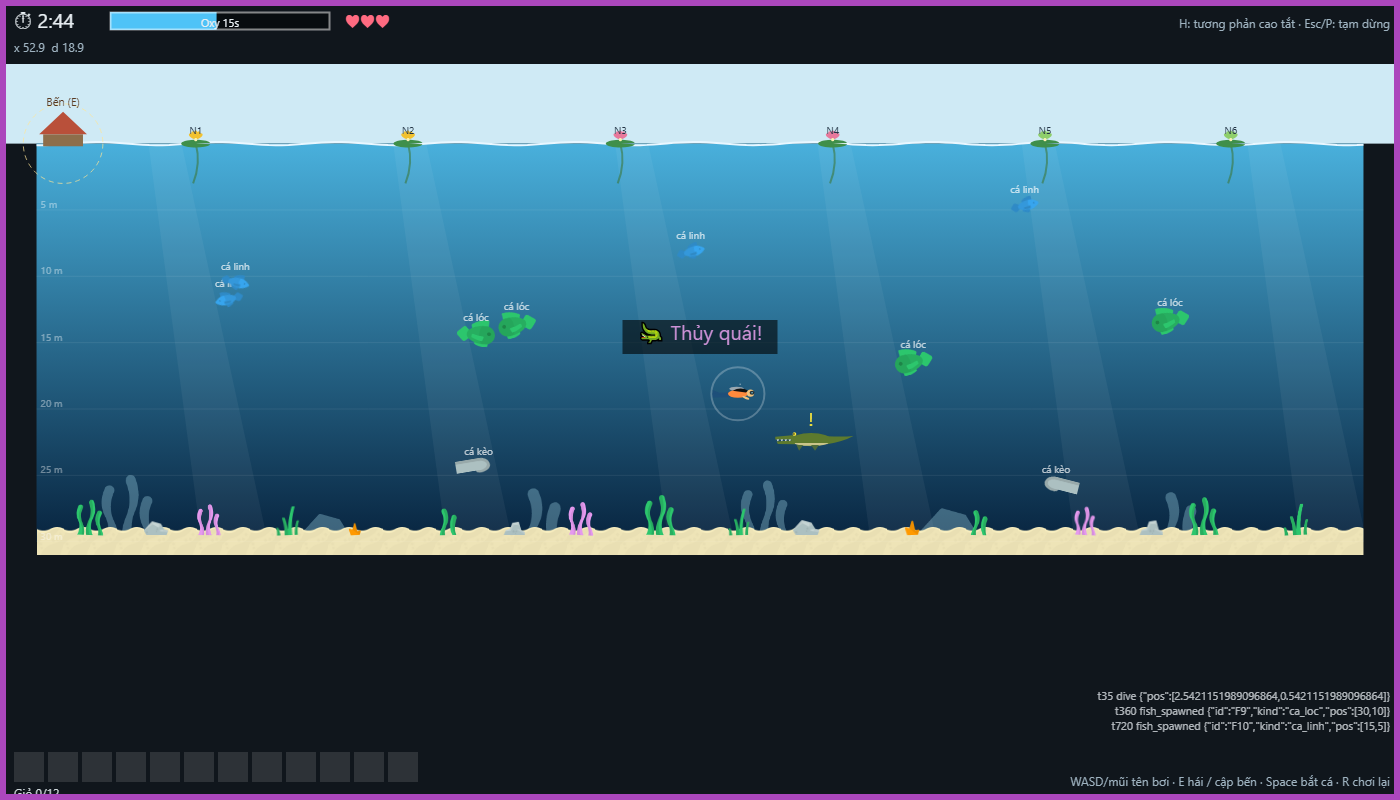 2:44
Oxy 15s
H: tương phản cao tắt · Esc/P: tạm dừng
x 52.9 d 18.9
Bến (E)
N1
N2
N3
N4
N5
N6
cá linh
5 m
cá linh
cá linh
10 m
cá lóc
cá lóc
cá lóc
Thủy quái!
15 m
cá lóc
20 m
!
cá kèo
25 m
cá kèo
t35 dive {"pos":[2.5421151989096864,0.5421151989096864]}
t360 fish_spawned {"id":"F9","kind":"ca_loc","pos":[30,10]}
t720 fish_spawned {"id":"F10","kind":"ca_linh","pos":[15,5]}
WASD/mũi tên bơi · E hái / cập bến · Space bắt cá · R chơi lại
Giỏ 0/12